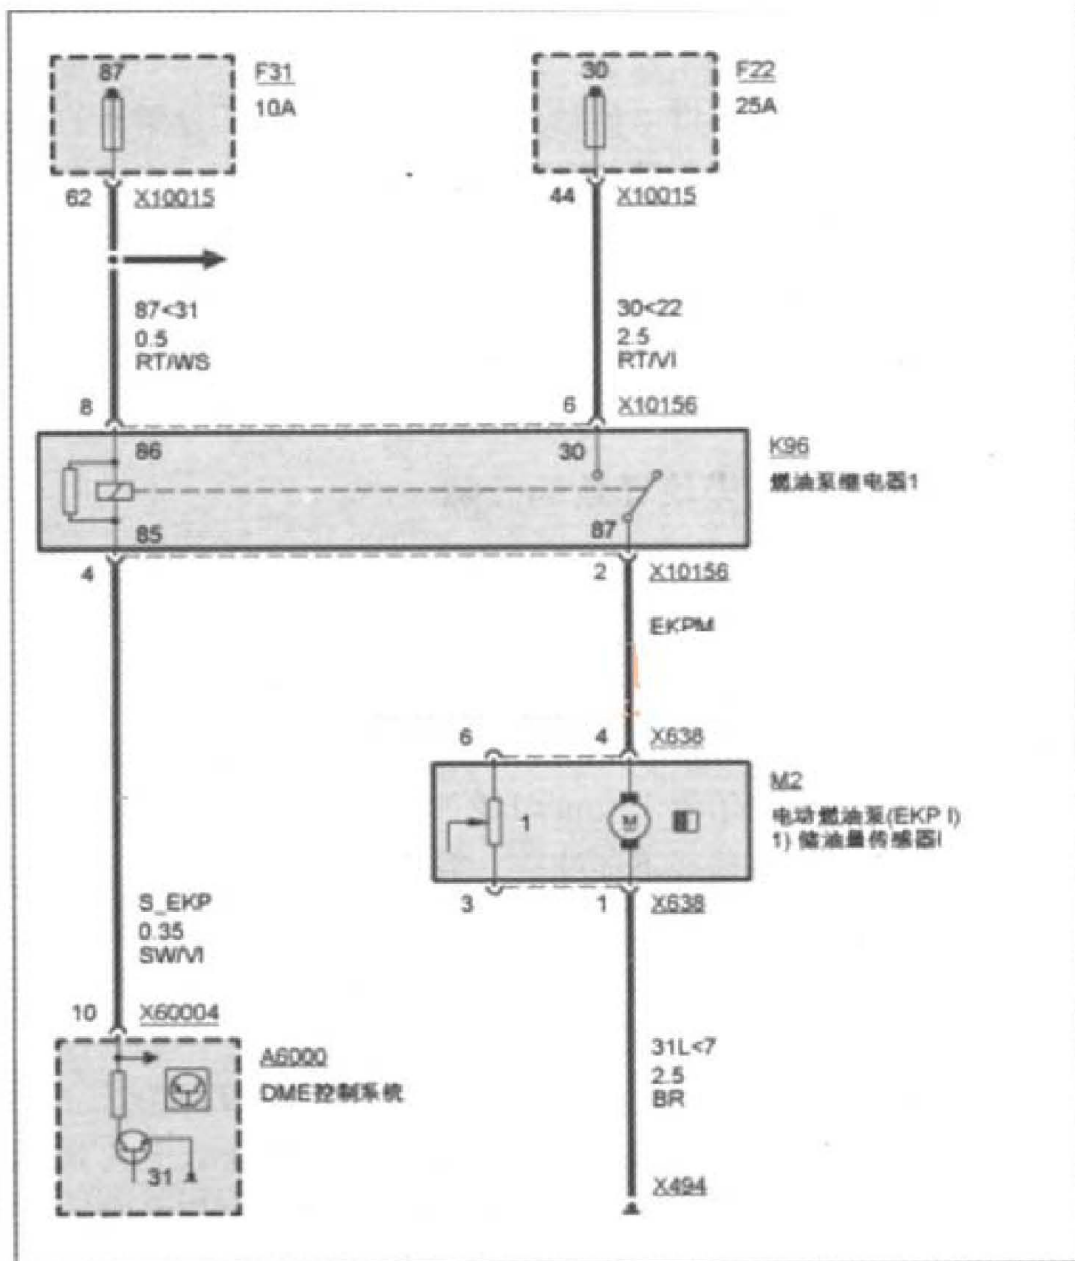 87
F31
10A
30
F22
25A
62
X10015
44
X10015
87<31
0.5
RT/WS
30<22
2.5
RT/VI
8
6
X10156
86
30
K96
燃油泵继电器1
85
87
4
2
X10156
EKPM
6
4
X638
M2
1
M
电动燃油泵(EKP I)
1) 储油量传感器I
3
1
X638
S_EKP
0.35
SW/VI
10
X60004
A6000
DME控制系统
31
31L<7
2.5
BR
X494